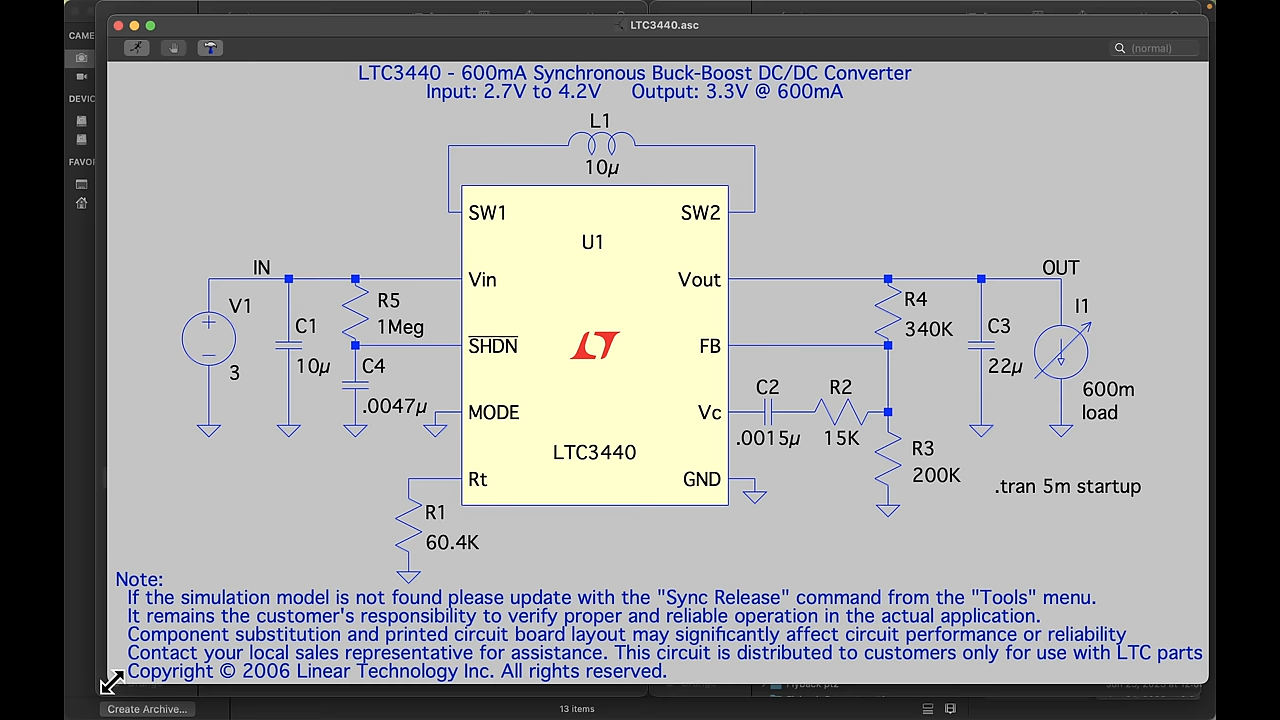 LTC3440.asc
(normal)
CAME
DEVIC
FAVO
LTC3440 - 600mA Synchronous Buck-Boost DC/DC Converter
Input: 2.7V to 4.2V Output: 3.3V @ 600mA
L1
10µ
SW1
SW2
U1
IN
Vin
Vout
OUT
V1
3
C1
10µ
R5
1Meg
SHDN
FB
R4
340K
C3
22µ
I1
600m
load
C4
.0047µ
MODE
Vc
C2
.0015µ
R2
15K
LTC3440
R3
200K
Rt
GND
R1
60.4K
.tran 5m startup
Note:
If the simulation model is not found please update with the "Sync Release" command from the "Tools" menu.
It remains the customer's responsibility to verify proper and reliable operation in the actual application.
Component substitution and printed circuit board layout may significantly affect circuit performance or reliability
Contact your local sales representative for assistance. This circuit is distributed to customers only for use with LTC parts
Copyright © 2006 Linear Technology Inc. All rights reserved.
Create Archive...
13 items